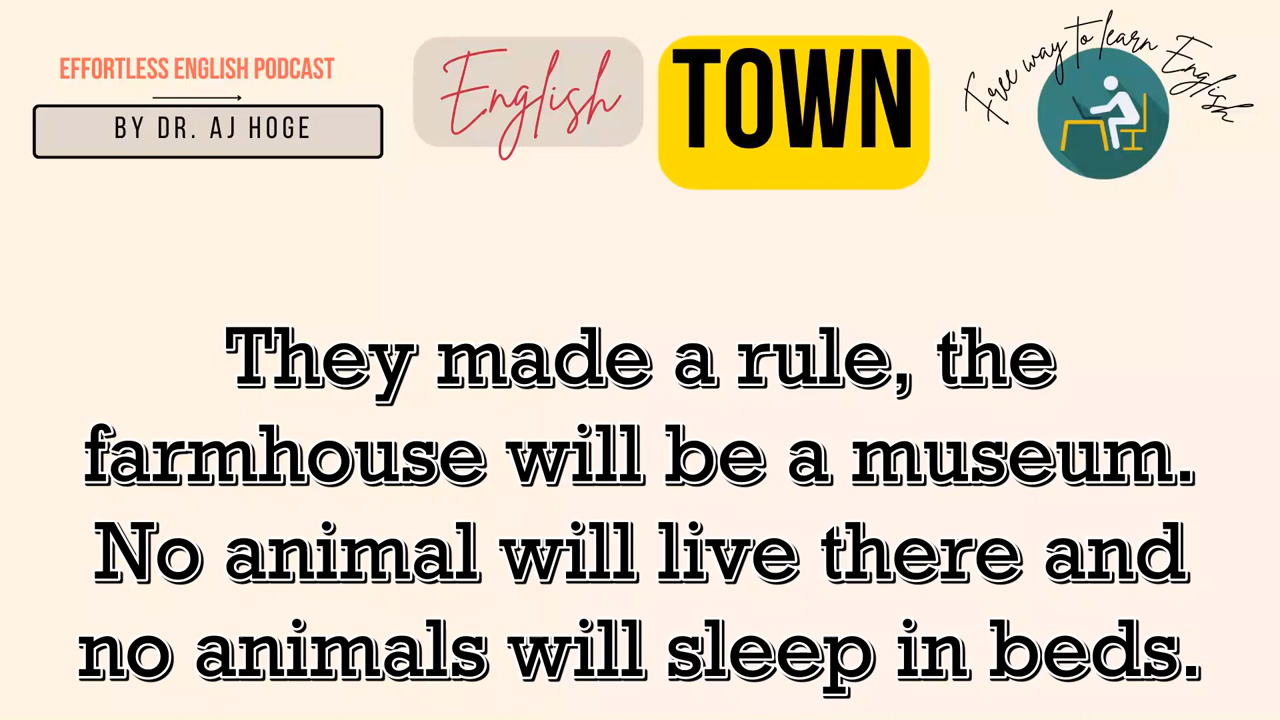 EFFORTLESS ENGLISH PODCAST
BY DR. AJ HOGE
English
TOWN
Free way to learn English
They made a rule, the
farmhouse will be a museum.
No animal will live there and
no animals will sleep in beds.